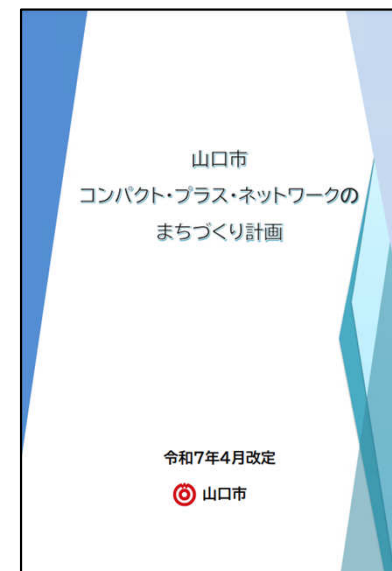 山口市
コンパクト・プラス・ネットワークの
まちづくり計画
令和7年4月改定
山口市